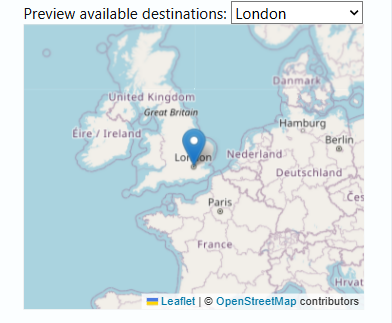 Preview available destinations: London
Danmark
United Kingdom
Great Britain
Hamburg
Éire / Ireland
Berlin
London
Nederland
Deutschland
Paris
Čes
France
Hrvat
Leaflet | © OpenStreetMap contributors